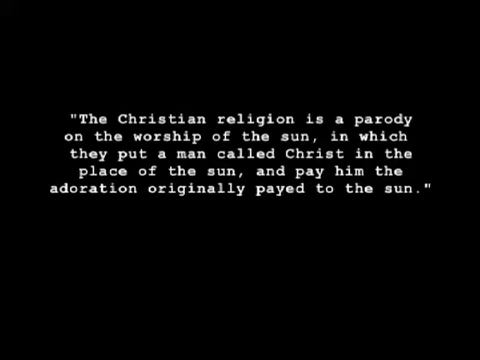 "The Christian religion is a parody
on the worship of the sun, in which
they put a man called Christ in the
place of the sun, and pay him the
adoration originally payed to the sun."